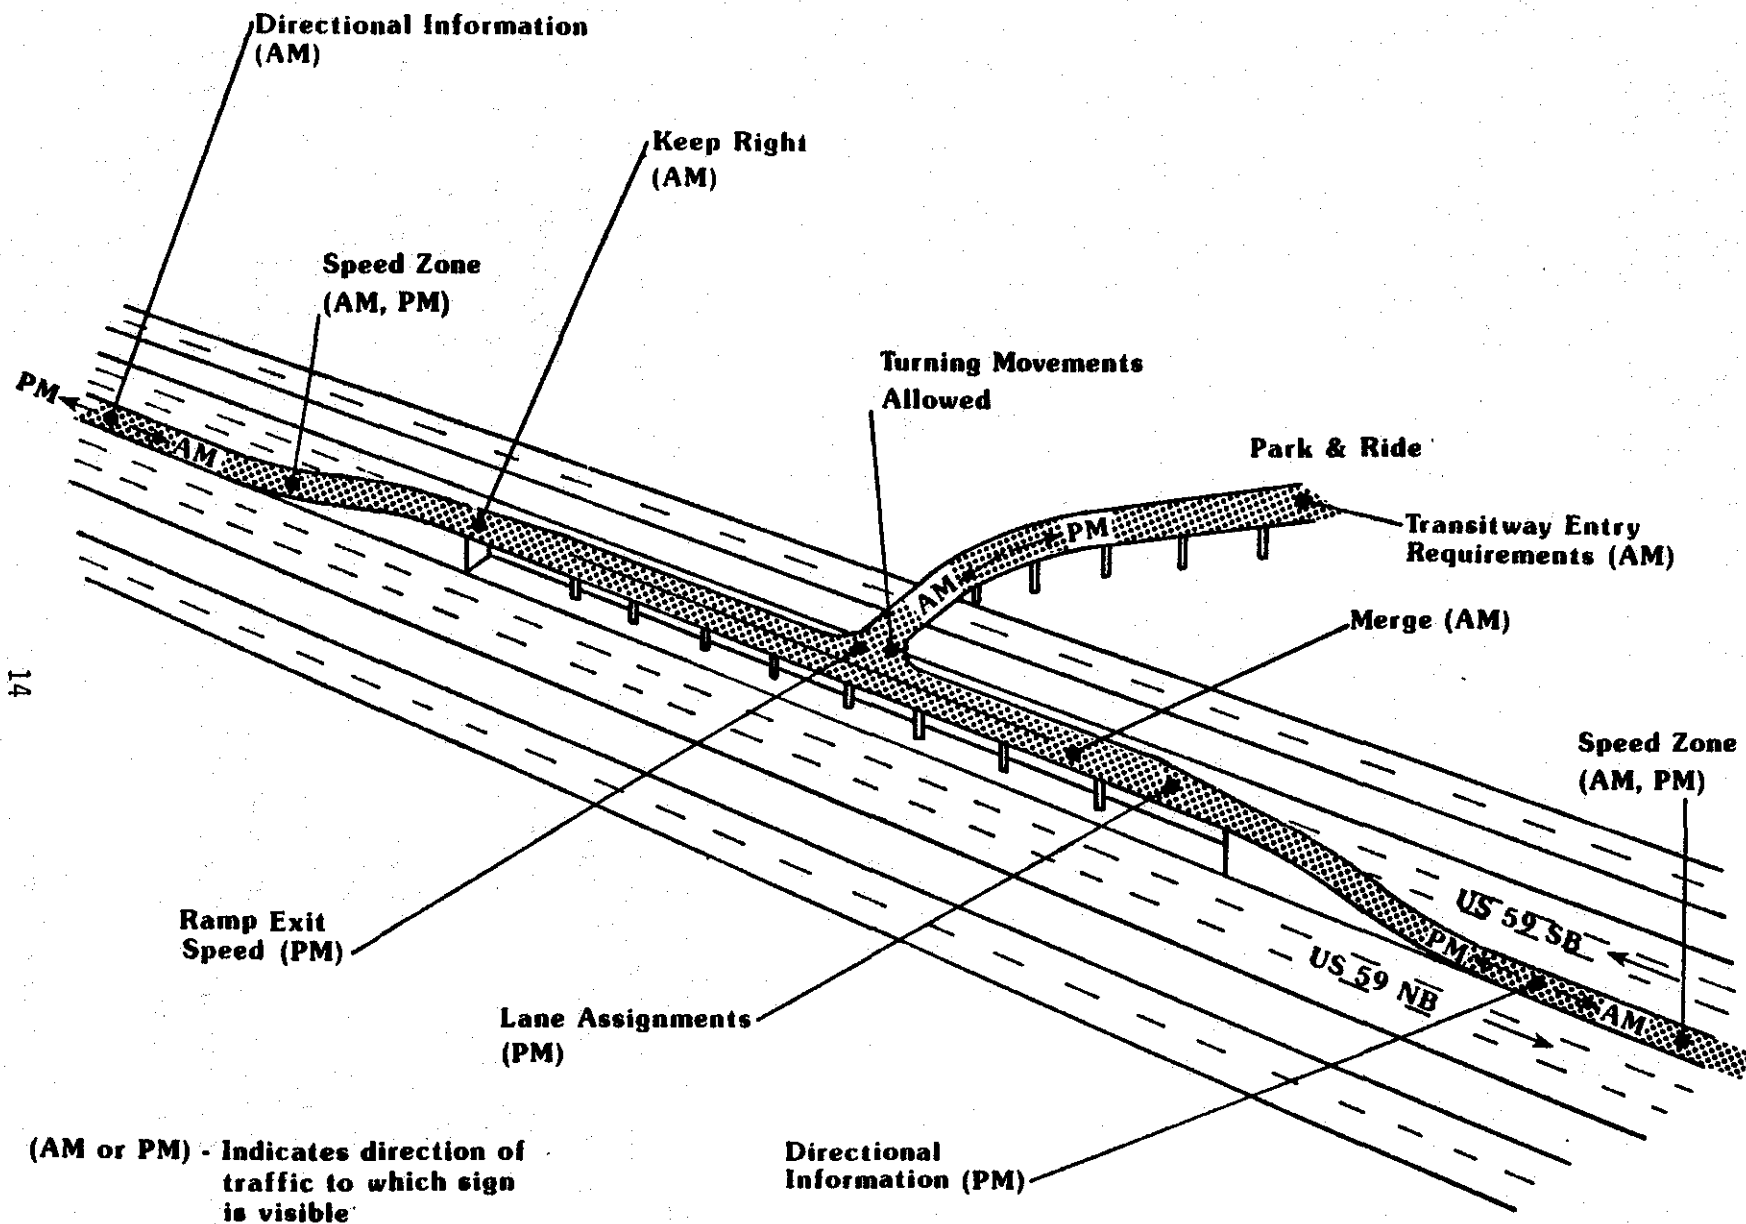 Directional Information
(AM)
Keep Right
(AM)
Speed Zone
(AM, PM)
Turning Movements
Allowed
PM
AM
Park & Ride
PM
Transitway Entry
Requirements (AM)
AM
Merge (AM)
14
Speed Zone
(AM, PM)
US 59 SB
Ramp Exit
Speed (PM)
PM
US 59 NB
AM
Lane Assignments
(PM)
(AM or PM) - Indicates direction of
traffic to which sign
is visible
Directional
Information (PM)